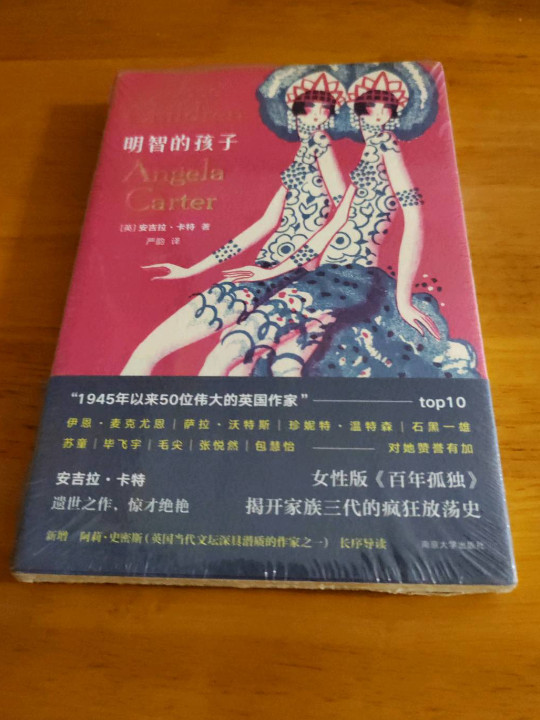 Wise
Children
明智的孩子
Angela
Carter
[英] 安吉拉·卡特 著
严韵 译
“1945年以来50位伟大的英国作家” top10
伊恩·麦克尤恩|萨拉·沃特斯|珍妮特·温特森|石黑一雄
苏童|毕飞宇|毛尖|张悦然|包慧怡 对她赞誉有加
安吉拉·卡特 女性版《百年孤独》
遗世之作，惊才绝艳 揭开家族三代的疯狂放荡史
新增 阿莉·史密斯(英国当代文坛深具潜质的作家之一) 长序导读 南京大学出版社